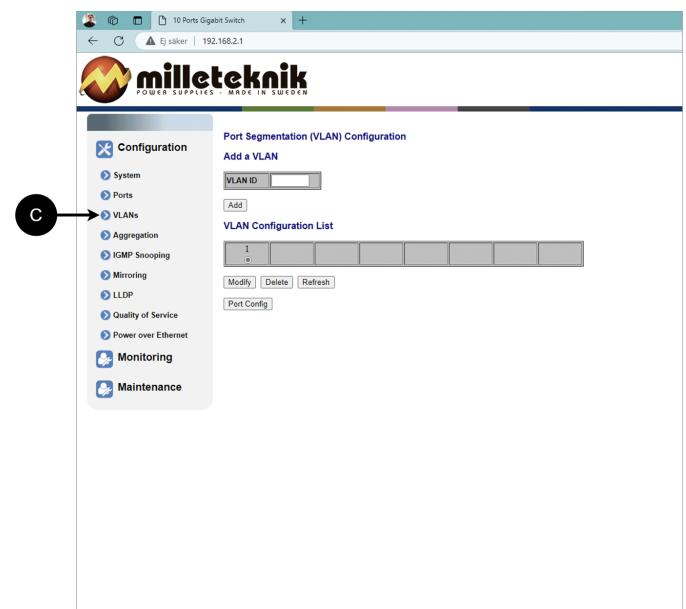 10 Ports Gigabit Switch
Ej säker | 192.168.2.1
milleteknik
POWER SUPPLIES - MADE IN SWEDEN
Configuration
System
Ports
VLANs
Aggregation
IGMP Snooping
Mirroring
LLDP
Quality of Service
Power over Ethernet
Monitoring
Maintenance
C
Port Segmentation (VLAN) Configuration
Add a VLAN
VLAN ID
Add
VLAN Configuration List
1
Modify Delete Refresh
Port Config